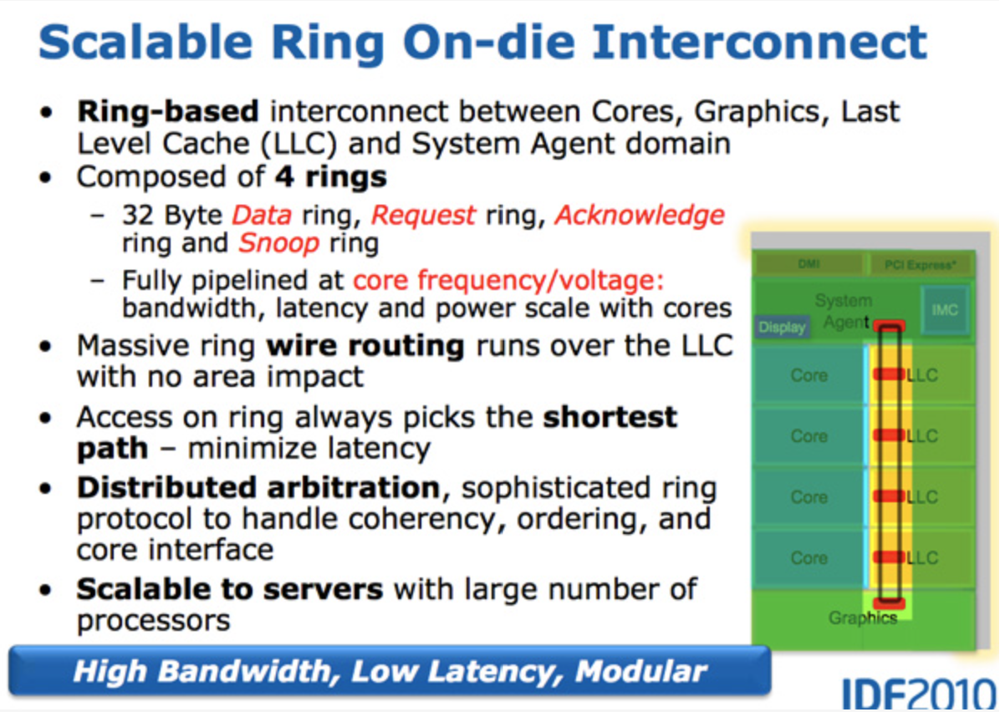 Scalable Ring On-die Interconnect
• Ring-based interconnect between Cores, Graphics, Last
Level Cache (LLC) and System Agent domain
• Composed of 4 rings
– 32 Byte Data ring, Request ring, Acknowledge
ring and Snoop ring
– Fully pipelined at core frequency/voltage:
bandwidth, latency and power scale with cores
• Massive ring wire routing runs over the LLC
with no area impact
• Access on ring always picks the shortest
path – minimize latency
• Distributed arbitration, sophisticated ring
protocol to handle coherency, ordering, and
core interface
• Scalable to servers with large number of
processors
High Bandwidth, Low Latency, Modular
DMI
PCI Express*
System
Agent
IMC
Display
Core
LLC
Core
LLC
Core
LLC
Core
LLC
Graphics
IDF2010